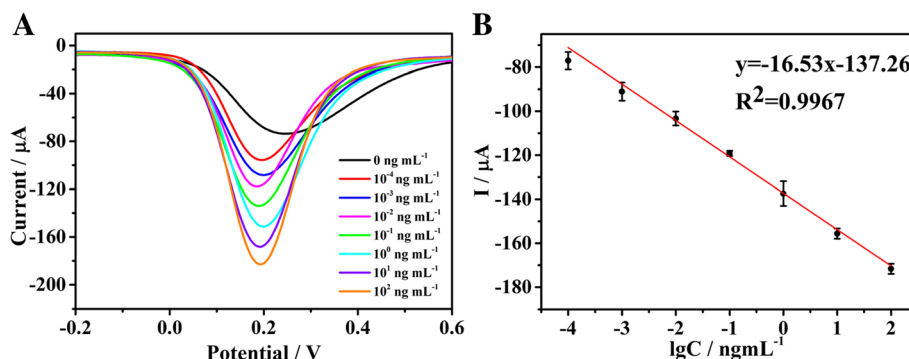 A
0
-40
-80
-120
-160
-200
Current / μA
0 ng mL⁻¹
10⁻⁴ ng mL⁻¹
10⁻³ ng mL⁻¹
10⁻² ng mL⁻¹
10⁻¹ ng mL⁻¹
10⁰ ng mL⁻¹
10¹ ng mL⁻¹
10² ng mL⁻¹
-0.2 0.0 0.2 0.4 0.6
Potential / V
B
y=-16.53x-137.26
R²=0.9967
-80
-100
-120
-140
-160
-180
I / μA
-4 -3 -2 -1 0 1 2
lgC / ngmL⁻¹